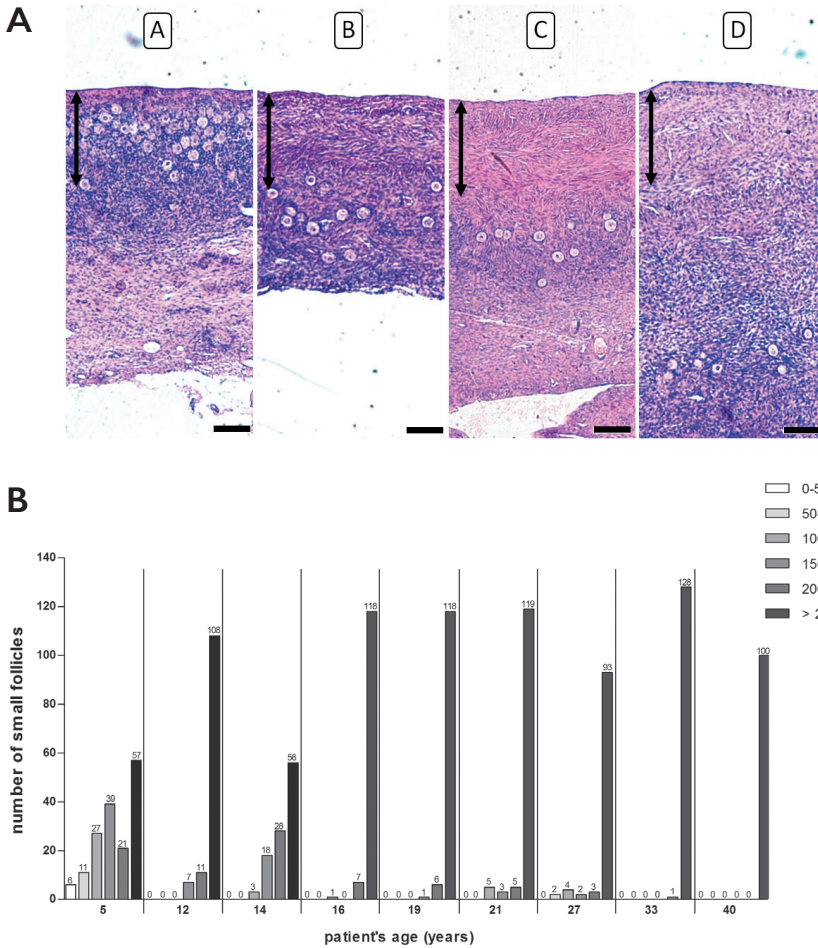 A
A B C D
B
0-5
50-
100
150
200
> 2
number of small follicles
140
120
100
80
60
40
20
0
6 11 27 39 21 57
0 0 0 7 11 108
0 0 3 18 28 56
0 0 1 0 7 118
0 0 0 1 6 118
0 0 5 3 5 119
0 2 4 2 3 93
0 0 0 0 1 128
0 0 0 0 0 100
5 12 14 16 19 21 27 33 40
patient's age (years)